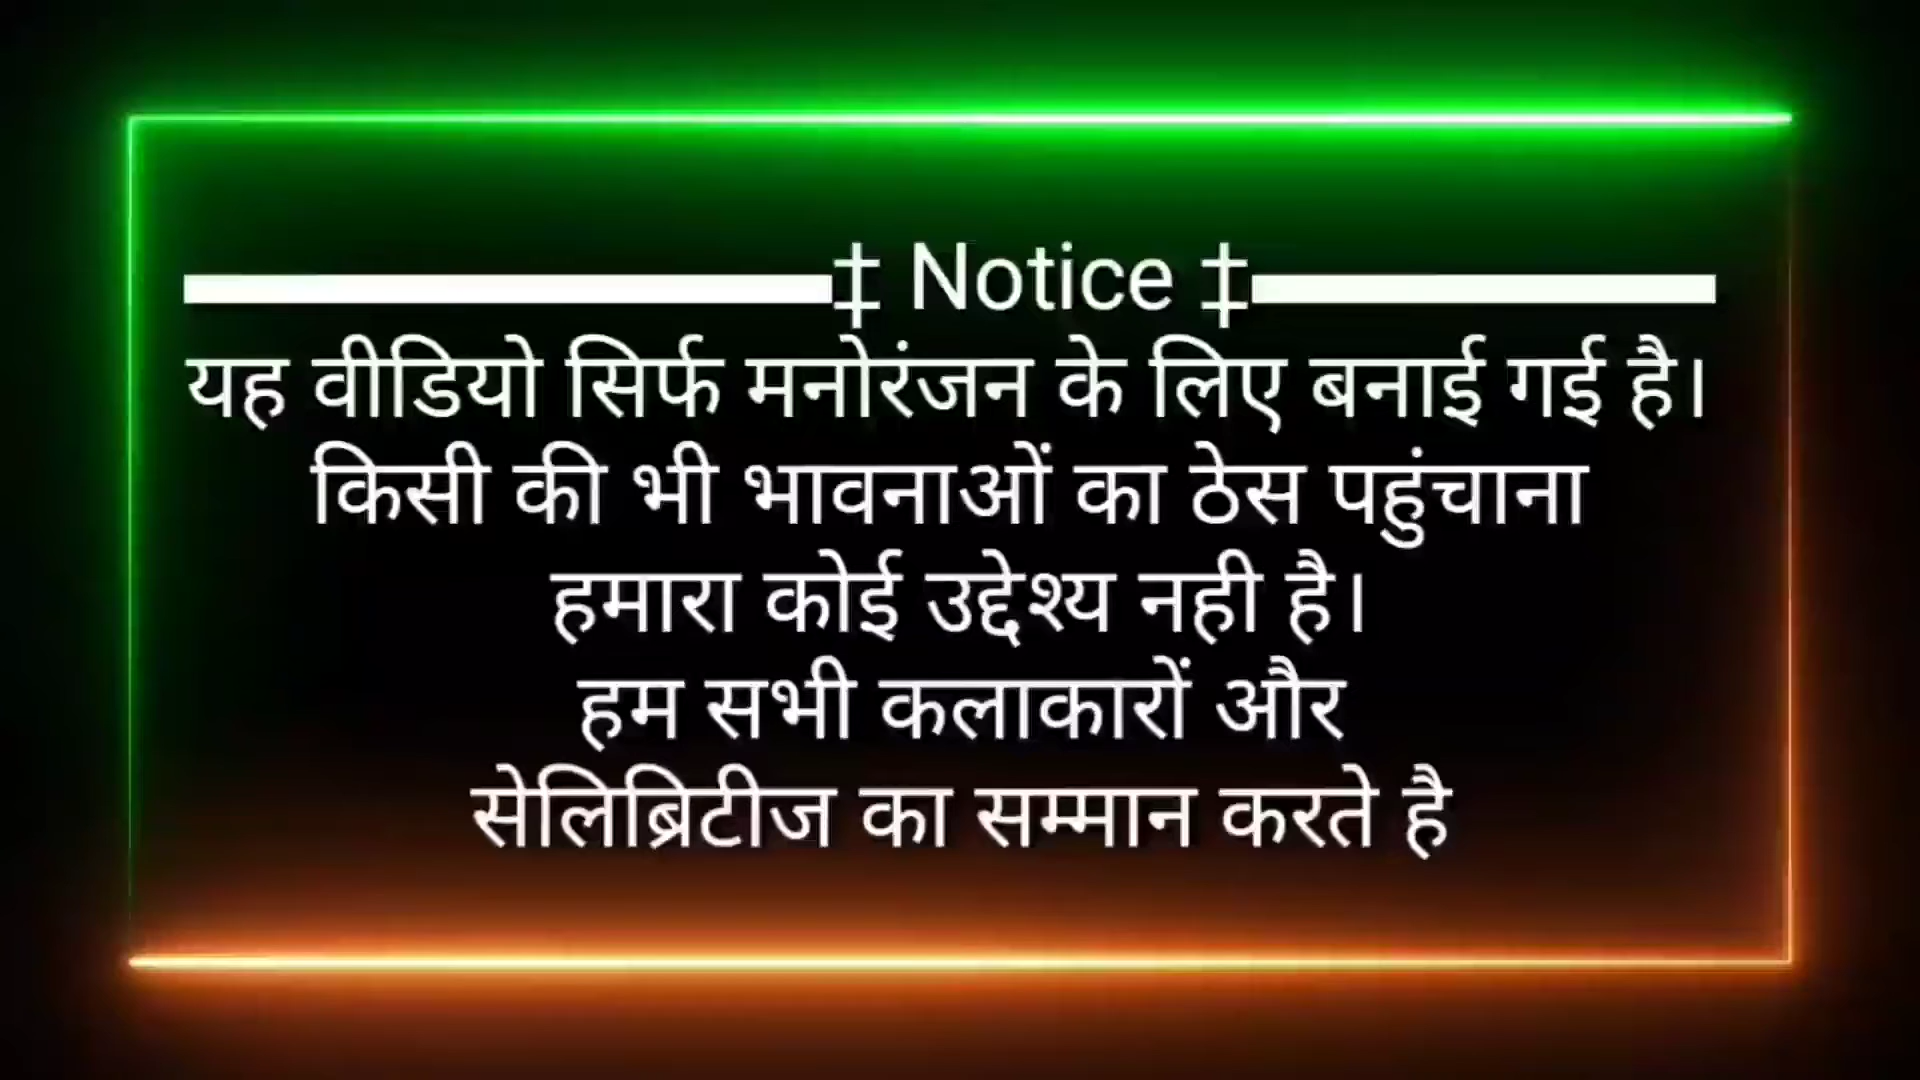 ‡ Notice ‡
यह वीडियो सिर्फ मनोरंजन के लिए बनाई गई है।
किसी की भी भावनाओं का ठेस पहुंचाना
हमारा कोई उद्देश्य नही है।
हम सभी कलाकारों और
सेलिब्रिटीज का सम्मान करते है